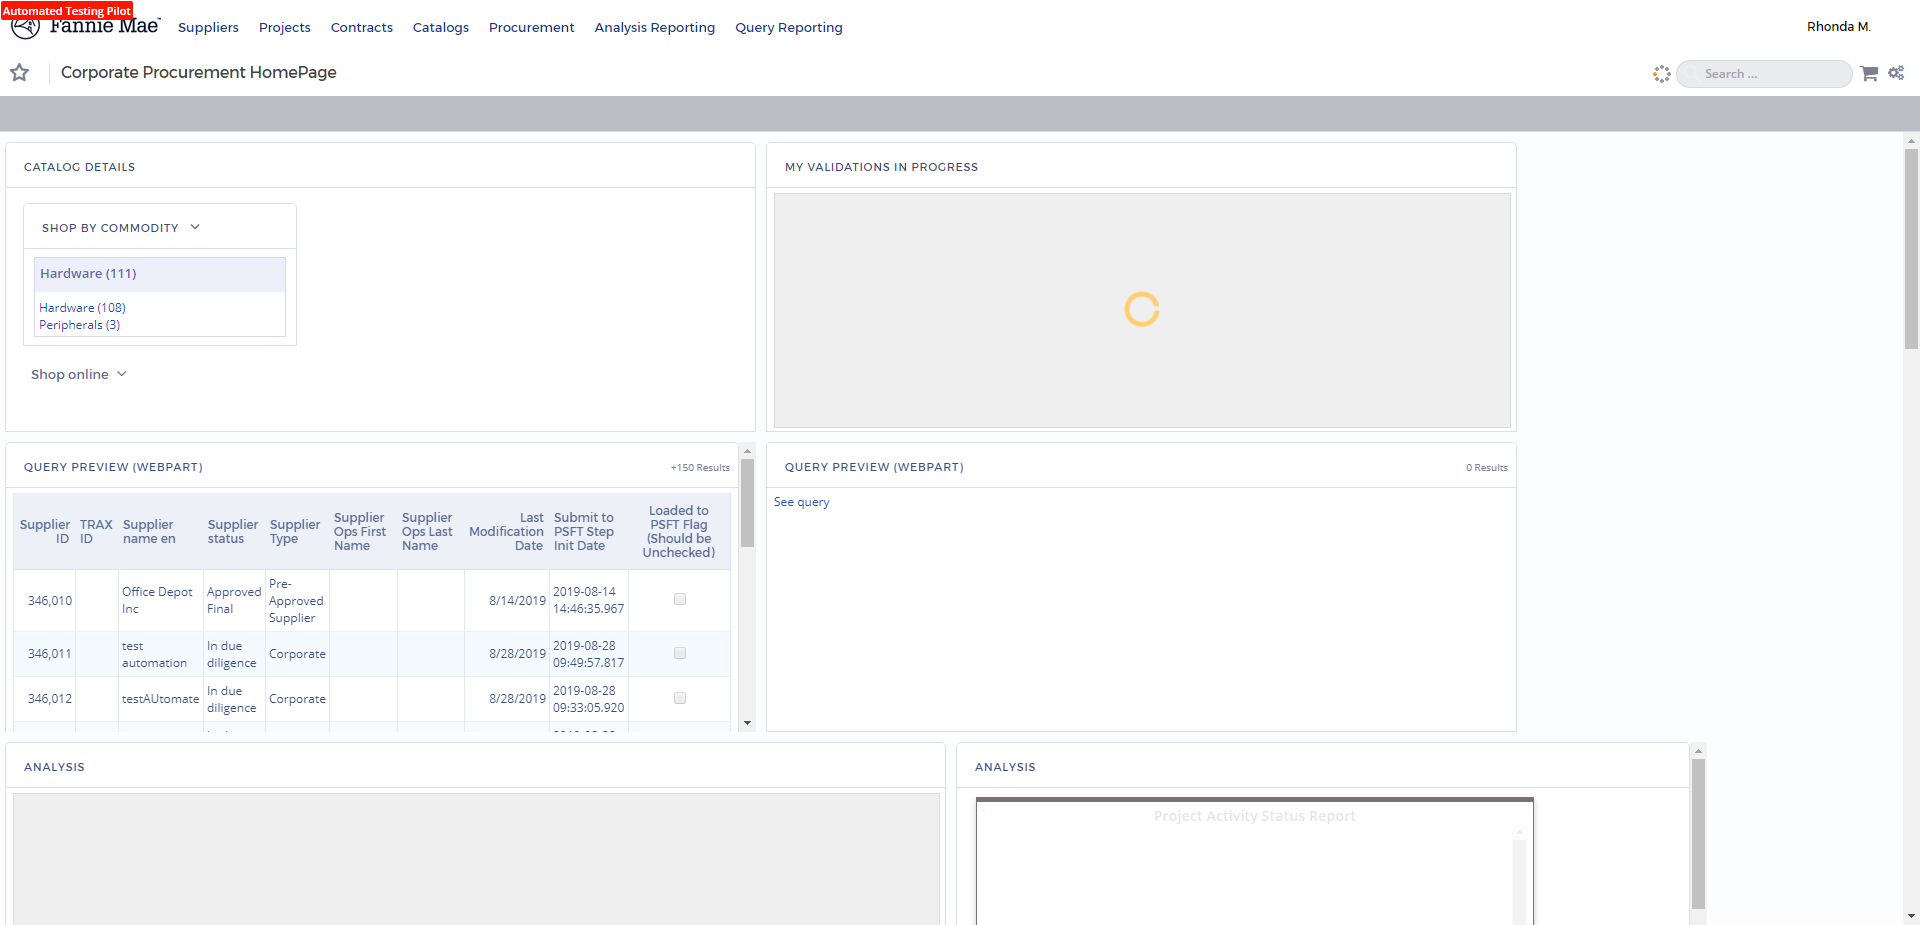 Automated Testing Pilot
Fannie Mae
Suppliers Projects Contracts Catalogs Procurement Analysis Reporting Query Reporting
Rhonda M.
Corporate Procurement HomePage
Search ...
CATALOG DETAILS
SHOP BY COMMODITY
Hardware (111)
Hardware (108)
Peripherals (3)
Shop online
MY VALIDATIONS IN PROGRESS
QUERY PREVIEW (WEBPART)
+150 Results
Supplier ID TRAX ID Supplier name en Supplier status Supplier Type Supplier Ops First Name Supplier Ops Last Name Last Modification Date Submit to PSFT Step Init Date Loaded to PSFT Flag (Should be Unchecked)
346,010 Office Depot Inc Approved Final Pre-Approved Supplier 8/14/2019 2019-08-14 14:46:35.967
346,011 test automation In due diligence Corporate 8/28/2019 2019-08-28 09:49:57.817
346,012 testAUtomate In due diligence Corporate 8/28/2019 2019-08-28 09:33:05.920
QUERY PREVIEW (WEBPART)
0 Results
See query
ANALYSIS
ANALYSIS
Project Activity Status Report